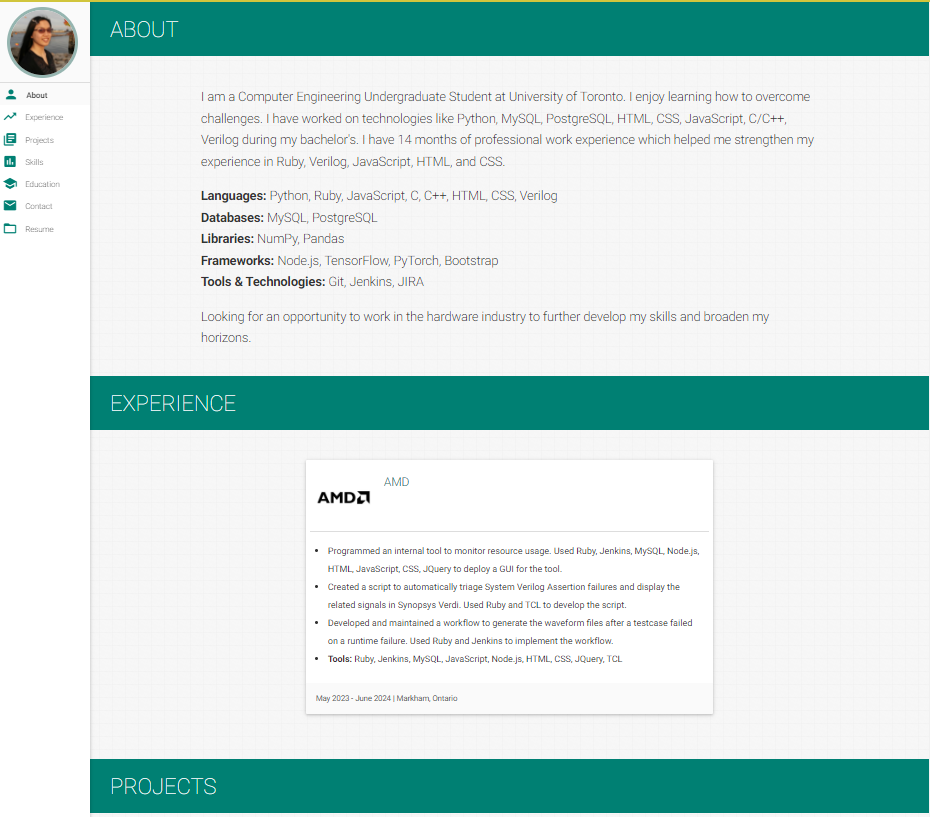 ABOUT
About
Experience
Projects
Skills
Education
Contact
Resume
I am a Computer Engineering Undergraduate Student at University of Toronto. I enjoy learning how to overcome
challenges. I have worked on technologies like Python, MySQL, PostgreSQL, HTML, CSS, JavaScript, C/C++,
Verilog during my bachelor's. I have 14 months of professional work experience which helped me strengthen my
experience in Ruby, Verilog, JavaScript, HTML, and CSS.
Languages: Python, Ruby, JavaScript, C, C++, HTML, CSS, Verilog
Databases: MySQL, PostgreSQL
Libraries: NumPy, Pandas
Frameworks: Node.js, TensorFlow, PyTorch, Bootstrap
Tools & Technologies: Git, Jenkins, JIRA
Looking for an opportunity to work in the hardware industry to further develop my skills and broaden my
horizons.
EXPERIENCE
AMD
AMD
• Programmed an internal tool to monitor resource usage. Used Ruby, Jenkins, MySQL, Node.js,
HTML, JavaScript, CSS, JQuery to deploy a GUI for the tool.
• Created a script to automatically triage System Verilog Assertion failures and display the
related signals in Synopsys Verdi. Used Ruby and TCL to develop the script.
• Developed and maintained a workflow to generate the waveform files after a testcase failed
on a runtime failure. Used Ruby and Jenkins to implement the workflow.
• Tools: Ruby, Jenkins, MySQL, JavaScript, Node.js, HTML, CSS, JQuery, TCL
May 2023 - June 2024 | Markham, Ontario
PROJECTS